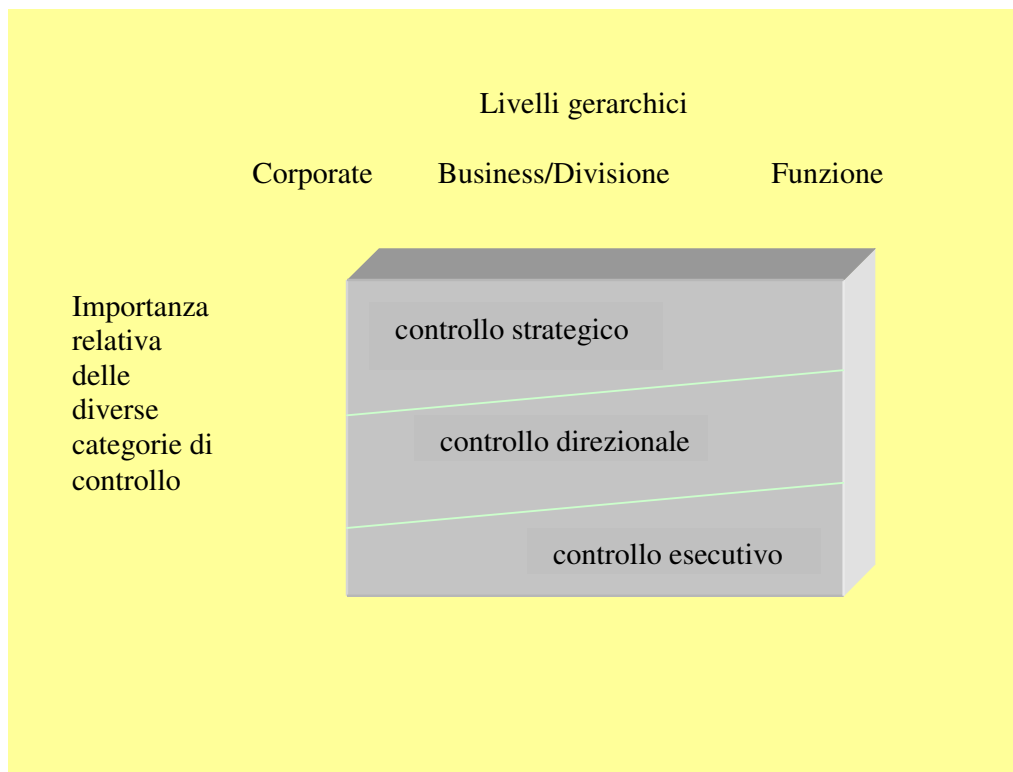 Livelli gerarchici
Corporate Business/Divisione Funzione
Importanza
relativa
delle
diverse
categorie di
controllo
controllo strategico
controllo direzionale
controllo esecutivo